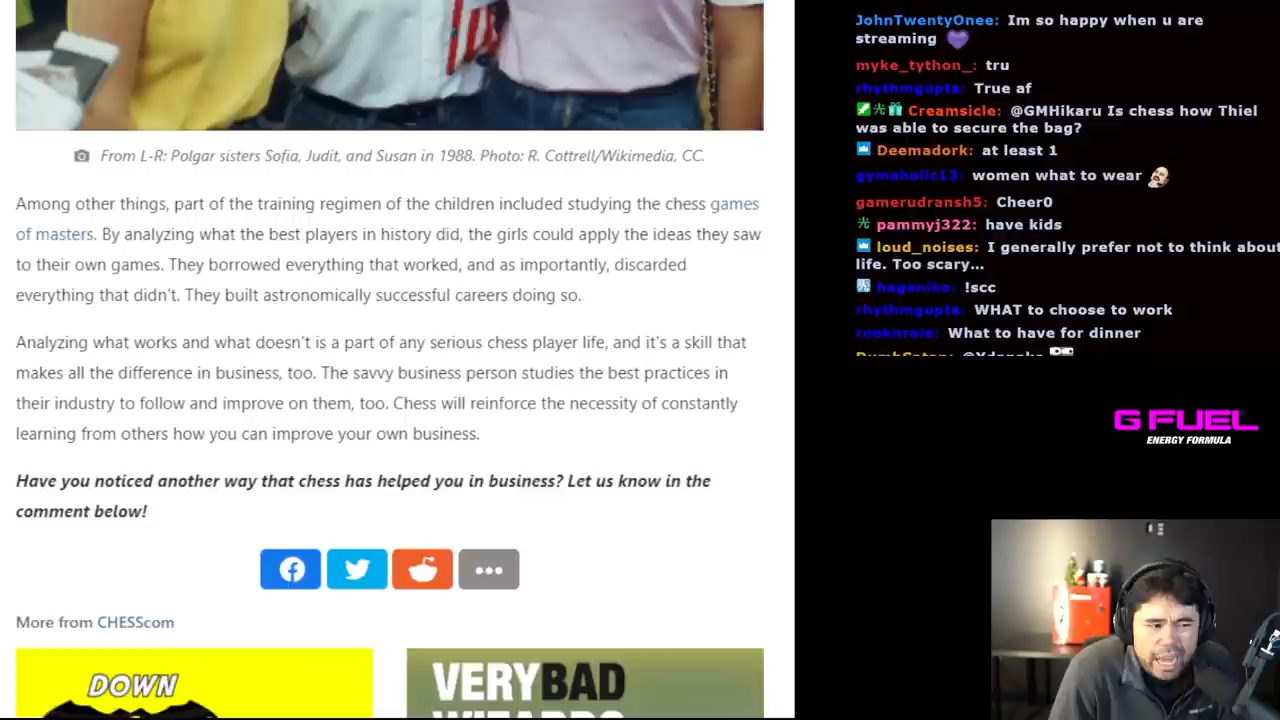 From L-R: Polgar sisters Sofia, Judit, and Susan in 1988. Photo: R. Cottrell/Wikimedia, CC.
Among other things, part of the training regimen of the children included studying the chess games
of masters. By analyzing what the best players in history did, the girls could apply the ideas they saw
to their own games. They borrowed everything that worked, and as importantly, discarded
everything that didn't. They built astronomically successful careers doing so.
Analyzing what works and what doesn't is a part of any serious chess player life, and it's a skill that
makes all the difference in business, too. The savvy business person studies the best practices in
their industry to follow and improve on them, too. Chess will reinforce the necessity of constantly
learning from others how you can improve your own business.
Have you noticed another way that chess has helped you in business? Let us know in the
comment below!
More from CHESScom
DOWN
VERYBAD
WIZARDS
JohnTwentyOnee: Im so happy when u are
streaming
myke_tython_: tru
rhythmgupta: True af
Creamsicle: @GMHikaru Is chess how Thiel
was able to secure the bag?
Deemadork: at least 1
gymaholic13: women what to wear
gamerudransh5: Cheer0
pammyj322: have kids
loud_noises: I generally prefer not to think about
life. Too scary...
haganiko: !scc
rhythmgupta: WHAT to choose to work
rooknrole: What to have for dinner
G FUEL
ENERGY FORMULA